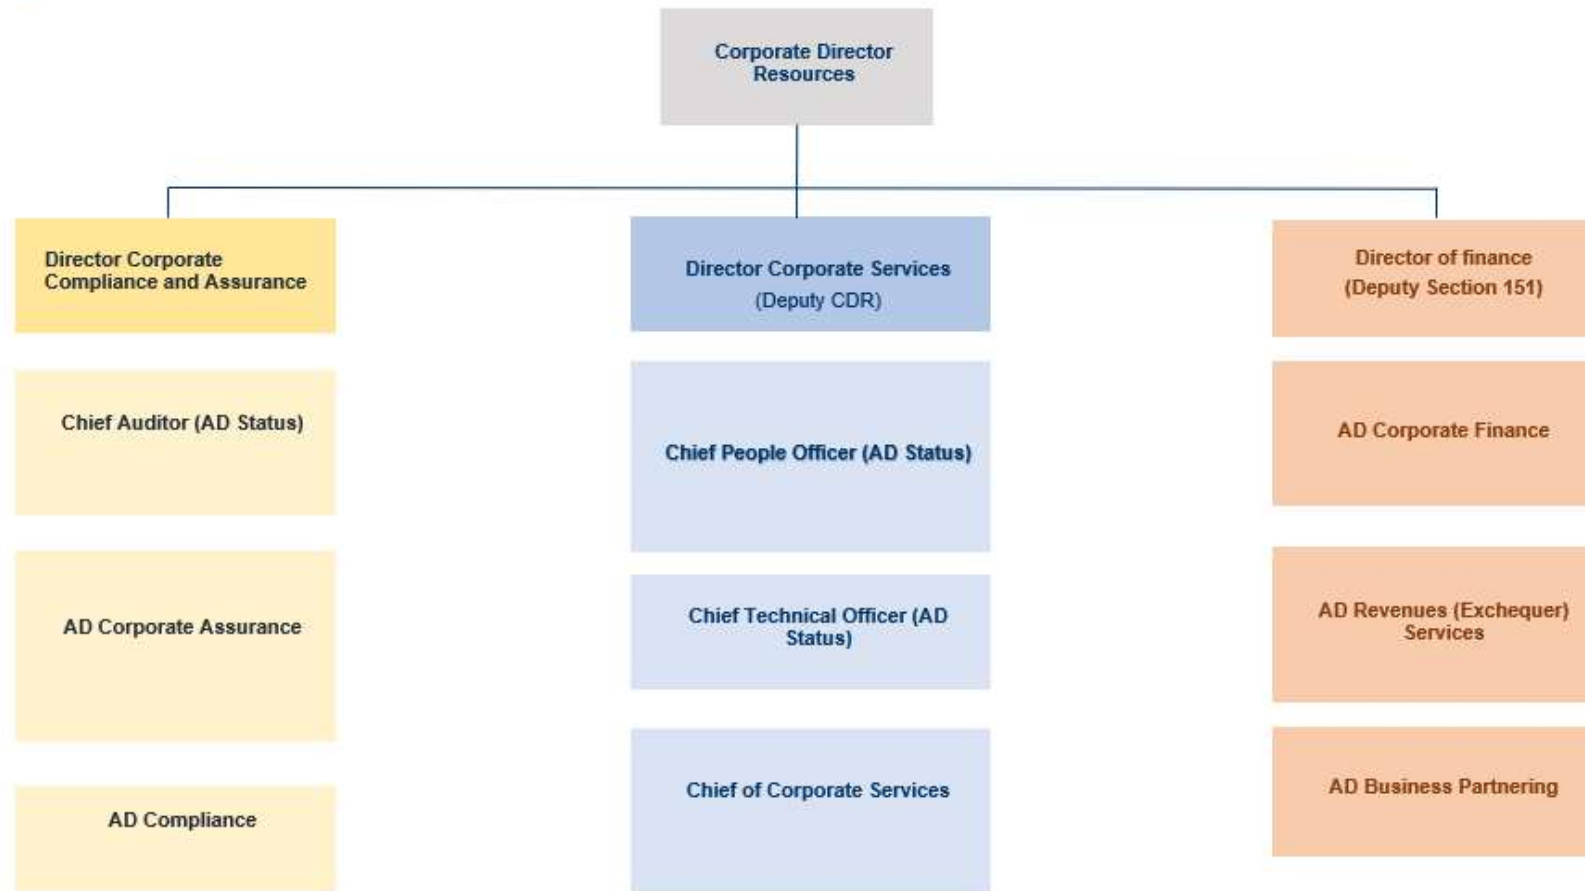 Corporate Director
Resources
Director Corporate
Compliance and Assurance
Director Corporate Services
(Deputy CDR)
Director of finance
(Deputy Section 151)
Chief Auditor (AD Status)
Chief People Officer (AD Status)
AD Corporate Finance
AD Corporate Assurance
Chief Technical Officer (AD
Status)
AD Revenues (Exchequer)
Services
AD Compliance
Chief of Corporate Services
AD Business Partnering